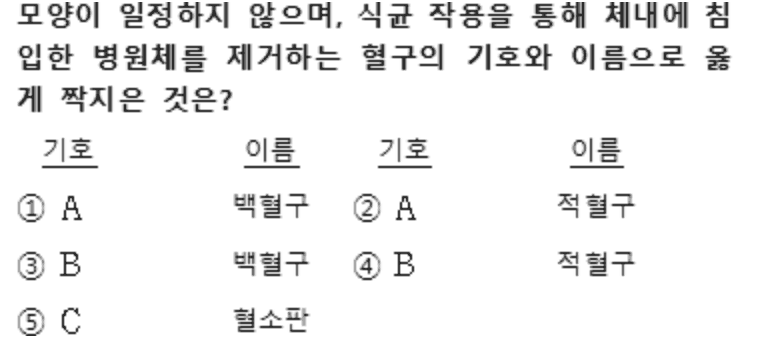 모양이 일정하지 않으며, 식균 작용을 통해 체내에 침
입한 병원체를 제거하는 혈구의 기호와 이름으로 옳
게 짝지은 것은?
기호 이름 기호 이름
① A 백혈구 ② A 적혈구
③ B 백혈구 ④ B 적혈구
⑤ C 혈소판